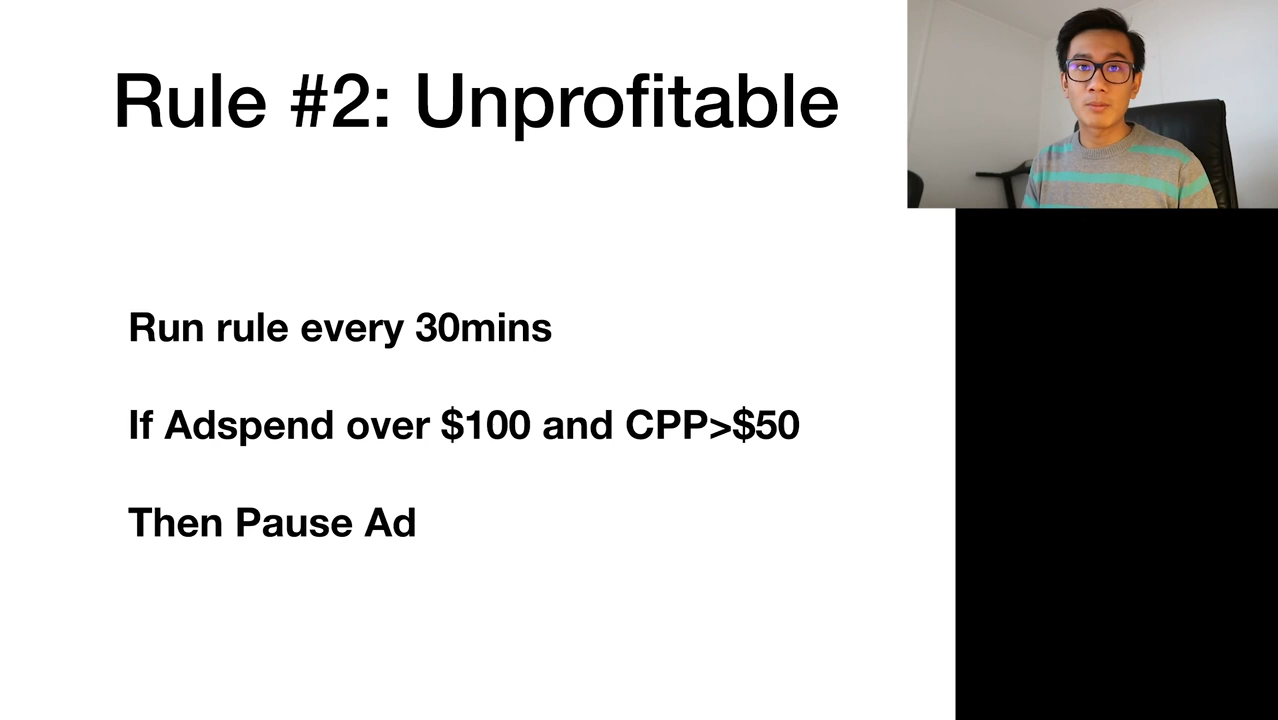 Rule #2: Unprofitable
Run rule every 30mins
If Adspend over $100 and CPP>$50
Then Pause Ad